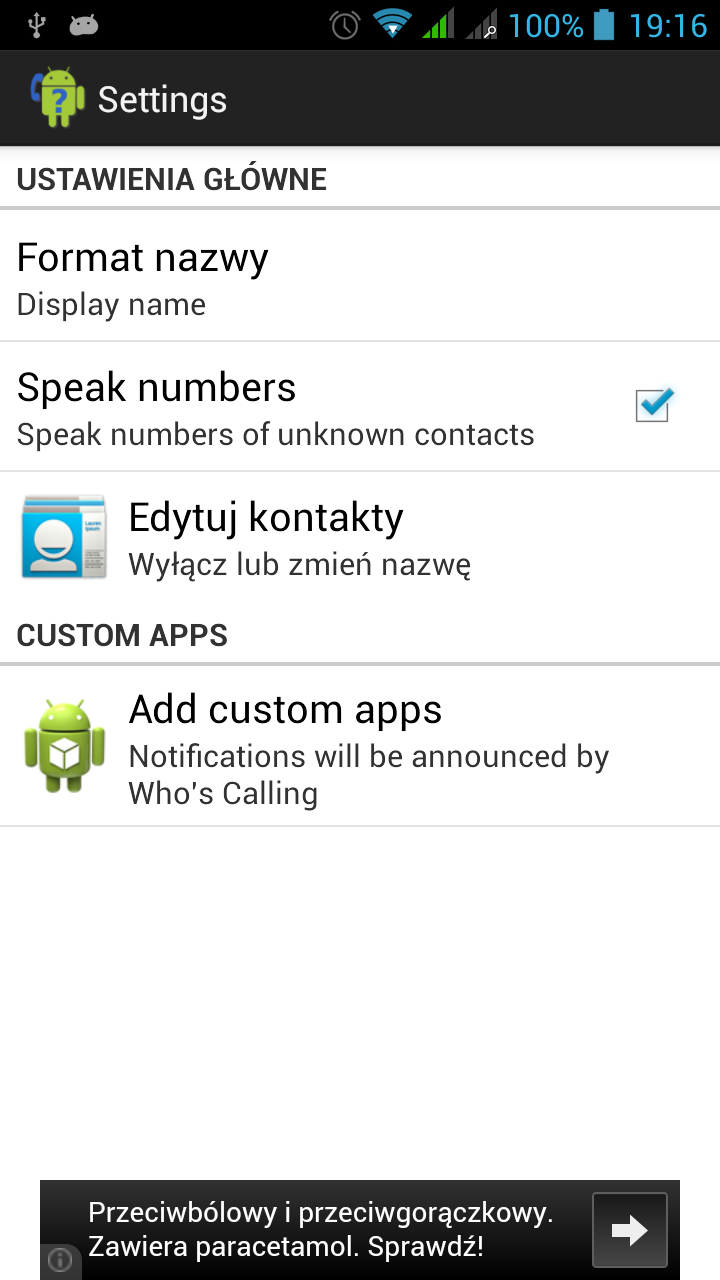 100% 19:16
Settings
USTAWIENIA GŁÓWNE
Format nazwy
Display name
Speak numbers
Speak numbers of unknown contacts
Edytuj kontakty
Wyłącz lub zmień nazwę
CUSTOM APPS
Add custom apps
Notifications will be announced by
Who's Calling
Przeciwbólowy i przeciwgorączkowy.
Zawiera paracetamol. Sprawdź!